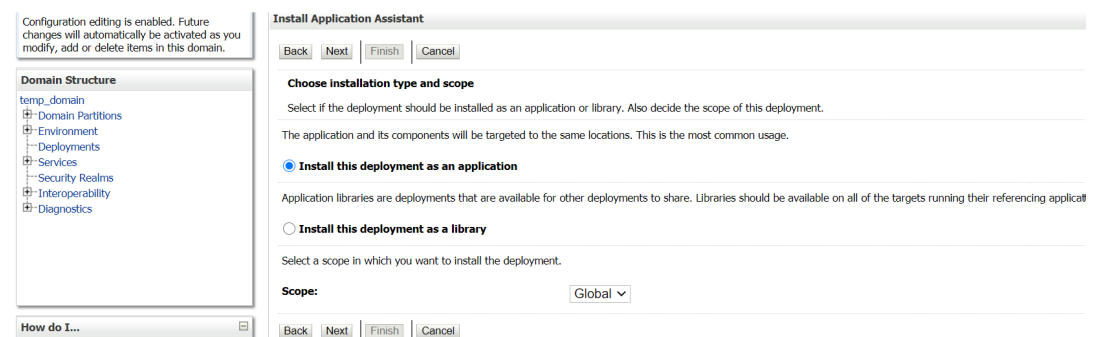 Configuration editing is enabled. Future
changes will automatically be activated as you
modify, add or delete items in this domain.
Domain Structure
temp_domain
Domain Partitions
Environment
Deployments
Services
Security Realms
Interoperability
Diagnostics
How do I...
Install Application Assistant
Back Next Finish Cancel
Choose installation type and scope
Select if the deployment should be installed as an application or library. Also decide the scope of this deployment.
The application and its components will be targeted to the same locations. This is the most common usage.
Install this deployment as an application
Application libraries are deployments that are available for other deployments to share. Libraries should be available on all of the targets running their referencing
Install this deployment as a library
Select a scope in which you want to install the deployment.
Scope: Global
Back Next Finish Cancel